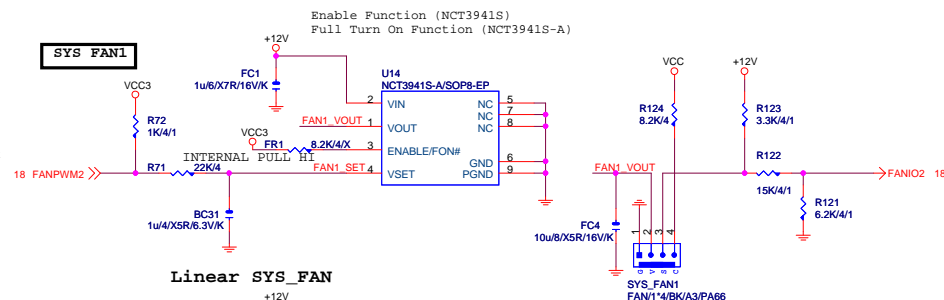 Enable Function (NCT3941S)
Full Turn On Function (NCT3941S-A)
SYS FAN1
+12V
FC1
1u/6/X7R/16V/K
U14
NCT3941S-A/SOP8-EP
VCC3
R72
1K/4/1
2 VIN
FAN1_VOUT 1 VOUT
VCC3
FR1 8.2K/4/X 3 ENABLE/FON#
INTERNAL PULL HI
18 FANPWM2 R71 22K/4 FAN1_SET 4 VSET
NC 5
NC 7
NC 8
GND 6
PGND 9
BC31
1u/4/X5R/6.3V/K
VCC
+12V
R124
8.2K/4
R123
3.3K/4/1
FAN1_VOUT
R122
15K/4/1
FANIO2 18
R121
6.2K/4/1
FC4
10u/8/X5R/16V/K
1 2 3 4
G V S C
SYS_FAN1
FAN/1*4/BK/A3/PA66
Linear SYS_FAN
+12V